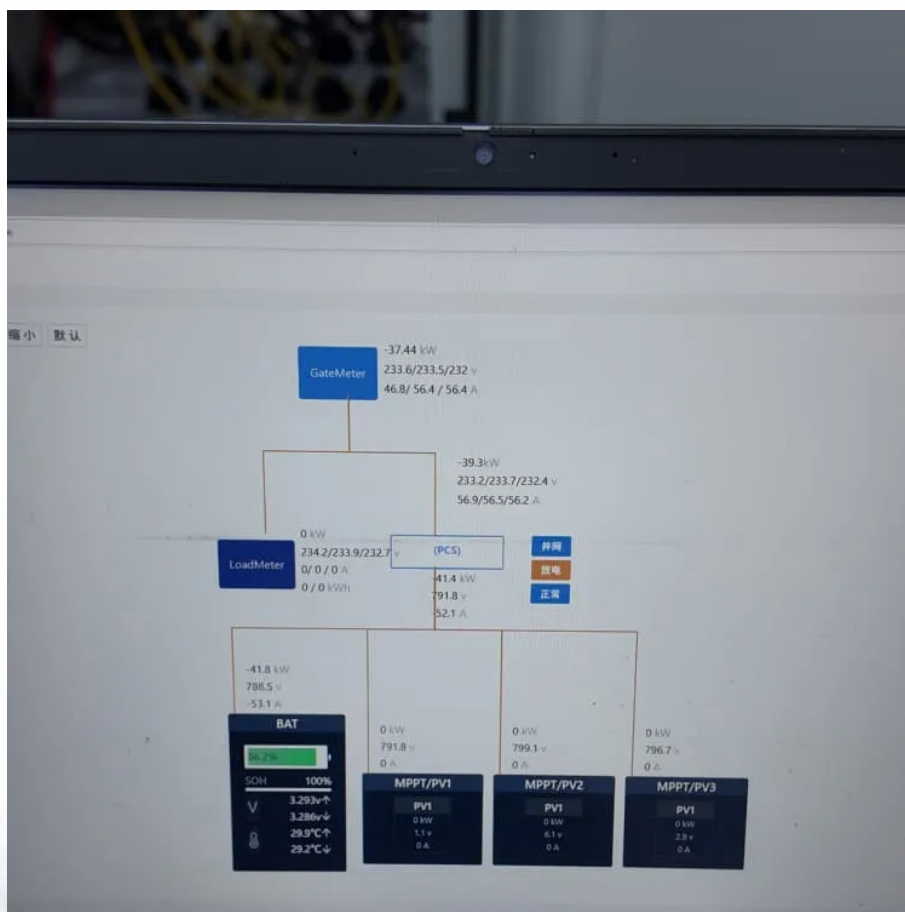 缩小 默认
GateMeter
-37.44 kW
233.6/233.5/232 v
46.8/ 56.4 / 56.4 A
-39.3kW
233.2/233.7/232.4 v
56.9/56.5/56.2 A
LoadMeter
0 kW
234.2/233.9/232.7 v
0/ 0 / 0 A
0 / 0 kWh
(PCS)
-41.4 kW
791.8 v
-52.1 A
并网
放电
正常
-41.8 kW
788.5 v
-53.1 A
BAT
86.2%
SOH 100%
V 3.293v↑
3.286v↓
29.9°C↑
29.2°C↓
0 kW
791.8 v
0 A
MPPT/PV1
PV1
0 kW
1.1 v
0 A
0 kW
799.1 v
0 A
MPPT/PV2
PV1
0 kW
6.1 v
0 A
0 kW
796.7 v
0 A
MPPT/PV3
PV1
0 kW
2.9 v
0 A